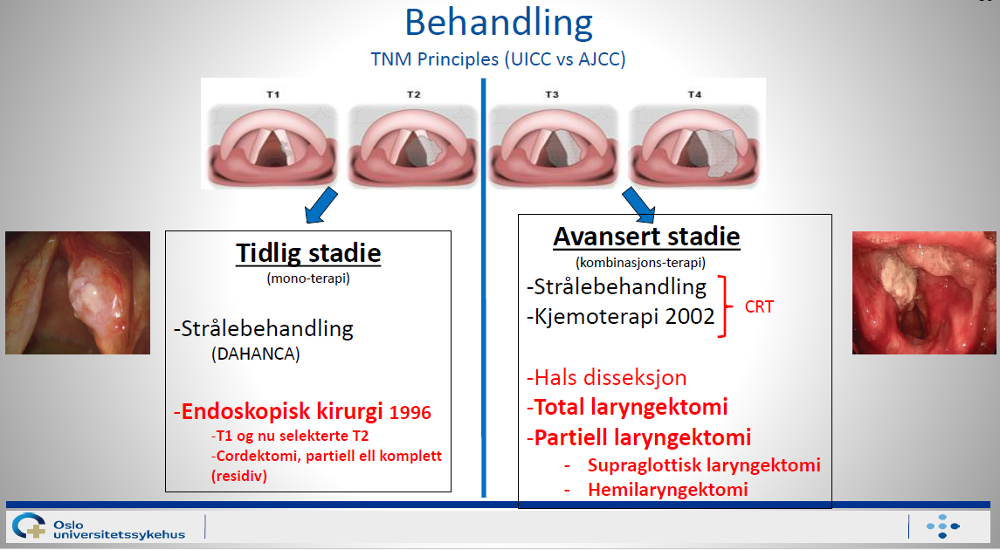 Behandling
TNM Principles (UICC vs AJCC)
T1
T2
T3
T4
Tidlig stadie
(mono-terapi)
-Strålebehandling
(DAHANCA)
-Endoskopisk kirurgi 1996
-T1 og nu selekterte T2
-Cordektomi, partiell ell komplett
(residiv)
Avansert stadie
(kombinasjons-terapi)
-Strålebehandling
-Kjemoterapi 2002
CRT
-Hals disseksjon
-Total laryngektomi
-Partiell laryngektomi
- Supraglottisk laryngektomi
- Hemilaryngektomi
Oslo
universitetssykehus